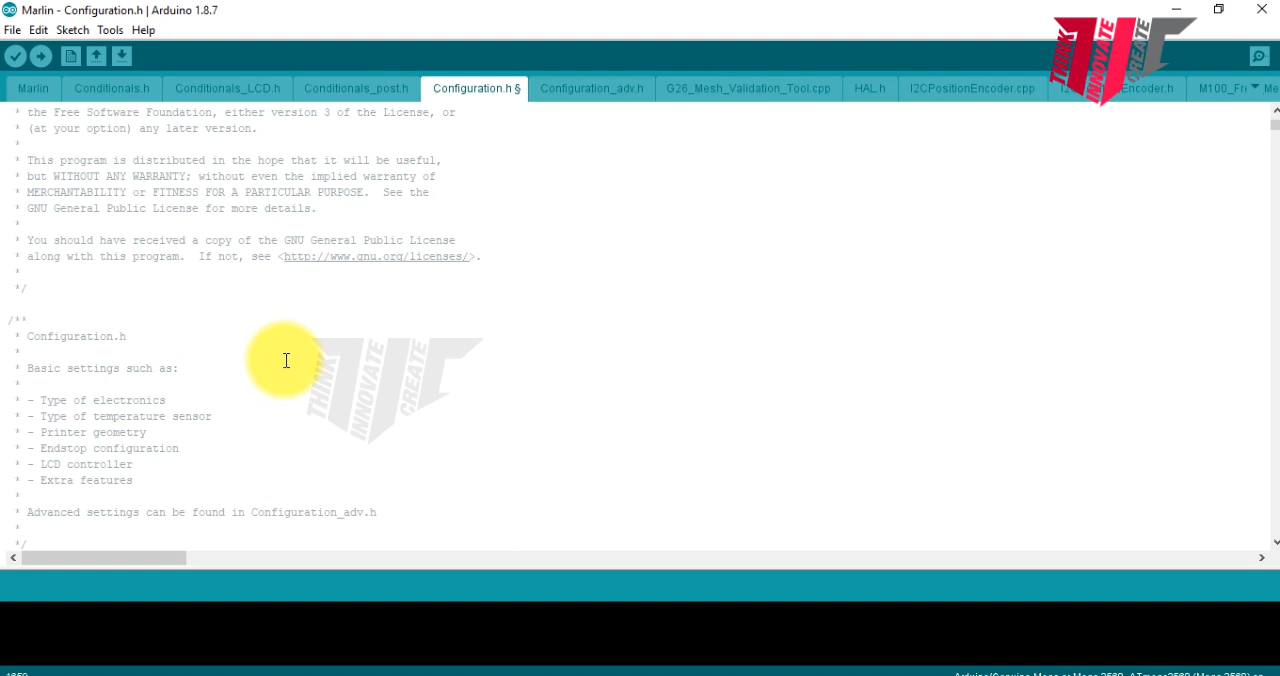 Marlin - Configuration.h | Arduino 1.8.7
File Edit Sketch Tools Help
THINK INNOVATE CREATE
Marlin Conditionals.h Conditionals_LCD.h Conditionals_post.h Configuration.h § Configuration_adv.h G26_Mesh_Validation_Tool.cpp HAL.h I2CPositionEncoder.cpp Encoder.h M100_Fre
* the Free Software Foundation, either version 3 of the License, or
* (at your option) any later version.
*
* This program is distributed in the hope that it will be useful,
* but WITHOUT ANY WARRANTY; without even the implied warranty of
* MERCHANTABILITY or FITNESS FOR A PARTICULAR PURPOSE.  See the
* GNU General Public License for more details.
*
* You should have received a copy of the GNU General Public License
* along with this program.  If not, see <http://www.gnu.org/licenses/>.
*
*/
/**
* Configuration.h
*
* Basic settings such as:
*
* - Type of electronics
* - Type of temperature sensor
* - Printer geometry
* - Endstop configuration
* - LCD controller
* - Extra features
*
* Advanced settings can be found in Configuration_adv.h
*
*/
THINK INNOVATE CREATE